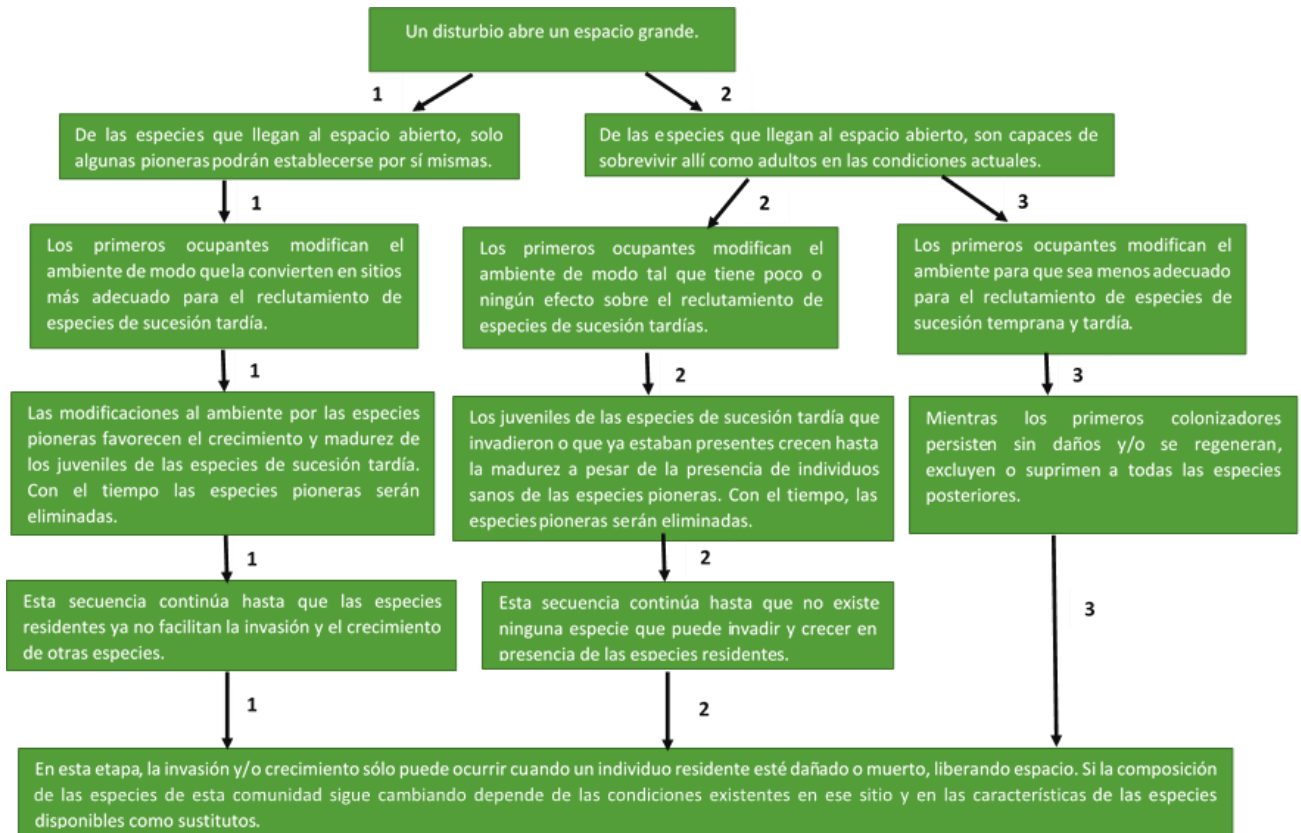 Un disturbio abre un espacio grande.
1
2
De las especies que llegan al espacio abierto, solo
algunas pioneras podrán establecerse por sí mismas.
De las especies que llegan al espacio abierto, son capaces de
sobrevivir allí como adultos en las condiciones actuales.
1
2
3
Los primeros ocupantes modifican el
ambiente de modo que la convierten en sitios
más adecuado para el reclutamiento de
especies de sucesión tardía.
Los primeros ocupantes modifican el
ambiente de modo tal que tiene poco o
ningún efecto sobre el reclutamiento de
especies de sucesión tardías.
Los primeros ocupantes modifican el
ambiente para que sea menos adecuado
para el reclutamiento de especies de
sucesión temprana y tardía.
1
2
3
Las modificaciones al ambiente por las especies
pioneras favorecen el crecimiento y madurez de
los juveniles de las especies de sucesión tardía.
Con el tiempo las especies pioneras serán
eliminadas.
Los juveniles de las especies de sucesión tardía que
invadieron o que ya estaban presentes crecen hasta
la madurez a pesar de la presencia de individuos
sanos de las especies pioneras. Con el tiempo, las
especies pioneras serán eliminadas.
Mientras los primeros colonizadores
persisten sin daños y/o se regeneran,
excluyen o suprimen a todas las especies
posteriores.
1
2
3
Esta secuencia continúa hasta que las especies
residentes ya no facilitan la invasión y el crecimiento
de otras especies.
Esta secuencia continúa hasta que no existe
ninguna especie que puede invadir y crecer en
presencia de las especies residentes.
1
2
En esta etapa, la invasión y/o crecimiento sólo puede ocurrir cuando un individuo residente esté dañado o muerto, liberando espacio. Si la composición
de las especies de esta comunidad sigue cambiando depende de las condiciones existentes en ese sitio y en las características de las especies
disponibles como sustitutos.